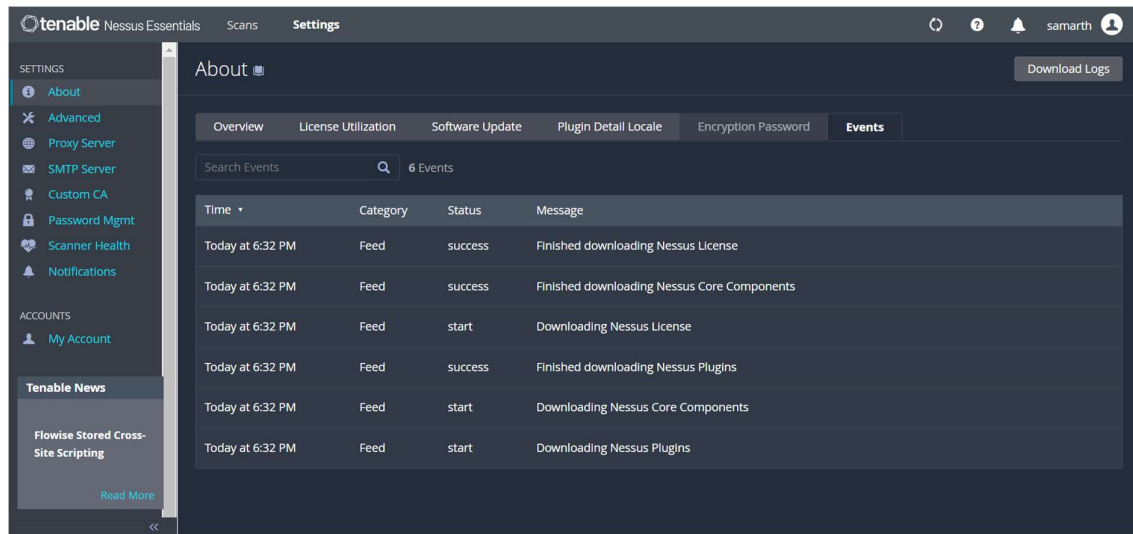 tenable Nessus Essentials Scans Settings samarth
SETTINGS
About
Advanced
Proxy Server
SMTP Server
Custom CA
Password Mgmt
Scanner Health
Notifications
ACCOUNTS
My Account
Tenable News
Flowise Stored Cross-
Site Scripting
Read More
About
Download Logs
Overview License Utilization Software Update Plugin Detail Locale Encryption Password Events
Search Events 6 Events
Time Category Status Message
Today at 6:32 PM Feed success Finished downloading Nessus License
Today at 6:32 PM Feed success Finished downloading Nessus Core Components
Today at 6:32 PM Feed start Downloading Nessus License
Today at 6:32 PM Feed success Finished downloading Nessus Plugins
Today at 6:32 PM Feed start Downloading Nessus Core Components
Today at 6:32 PM Feed start Downloading Nessus Plugins